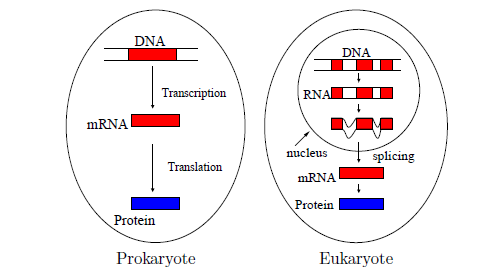 DNA
Transcription
mRNA
Translation
Protein
Prokaryote
DNA
RNA
nucleus
splicing
mRNA
Protein
Eukaryote